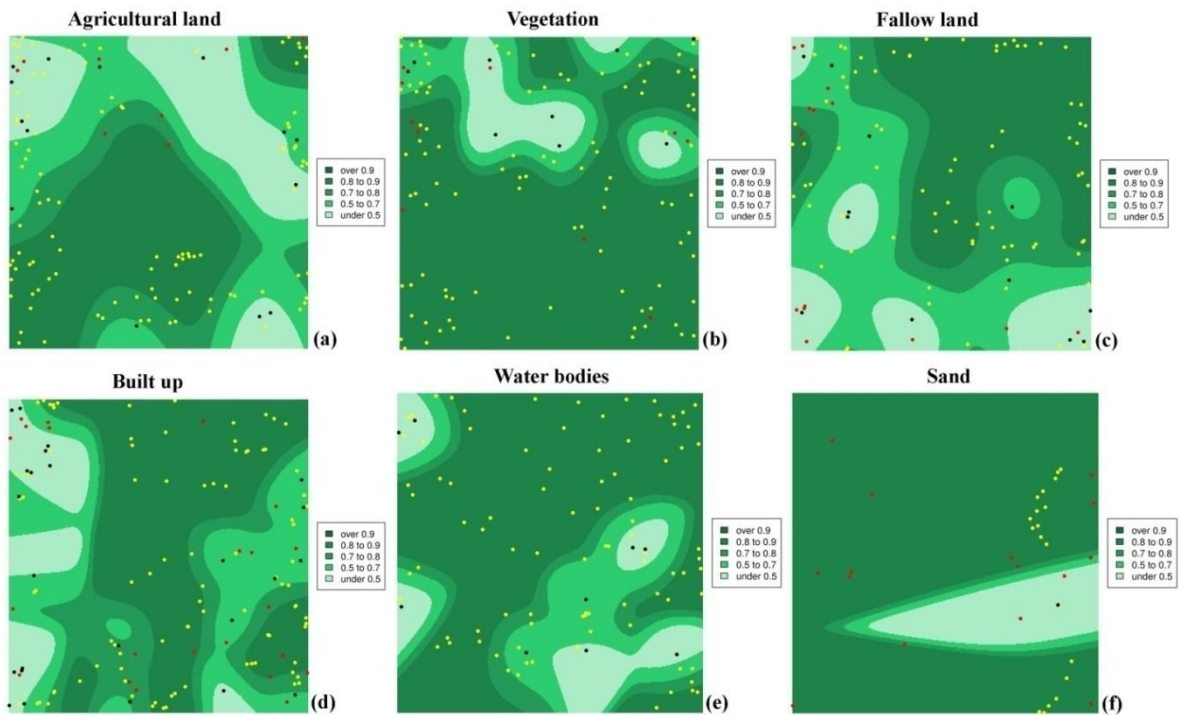 Agricultural land
over 0.9
0.8 to 0.9
0.7 to 0.8
0.5 to 0.7
under 0.5
(a)
Vegetation
over 0.9
0.8 to 0.9
0.7 to 0.8
0.5 to 0.7
under 0.5
(b)
Fallow land
over 0.9
0.8 to 0.9
0.7 to 0.8
0.5 to 0.7
under 0.5
(c)
Built up
over 0.9
0.8 to 0.9
0.7 to 0.8
0.5 to 0.7
under 0.5
(d)
Water bodies
over 0.9
0.8 to 0.9
0.7 to 0.8
0.5 to 0.7
under 0.5
(e)
Sand
over 0.9
0.8 to 0.9
0.7 to 0.8
0.5 to 0.7
under 0.5
(f)